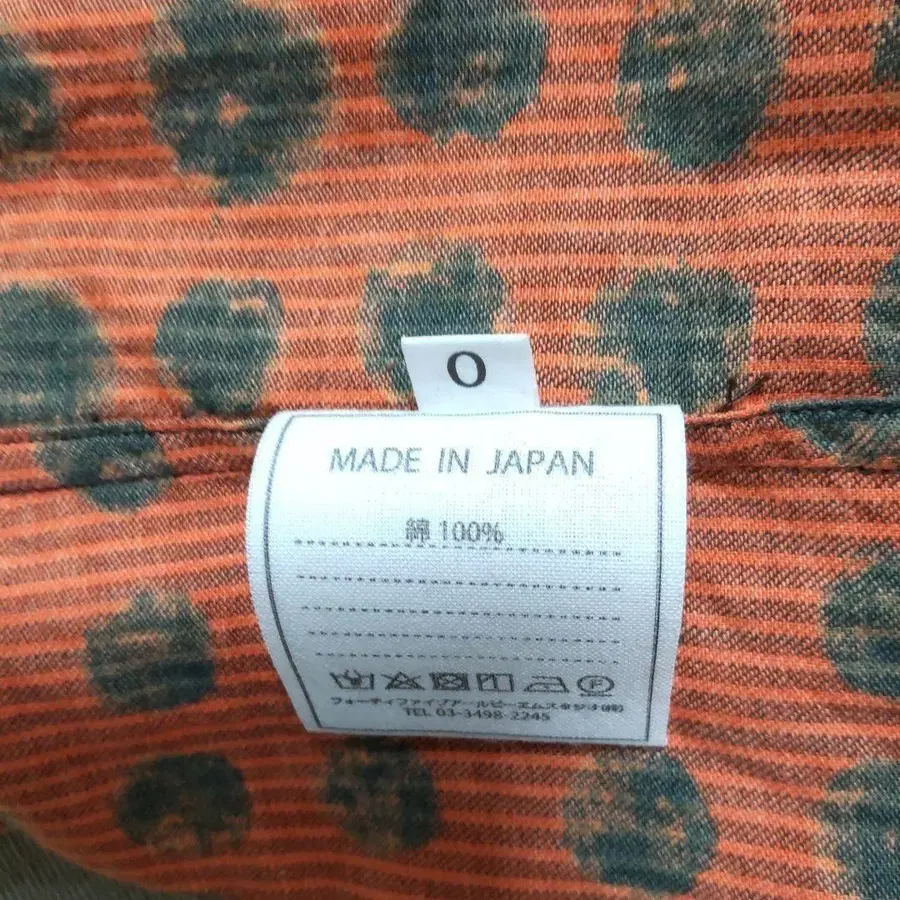 0
MADE IN JAPAN
綿 100%
フォーティファイブアールピーエムスタジオ(株)
TEL 03-3498-2245